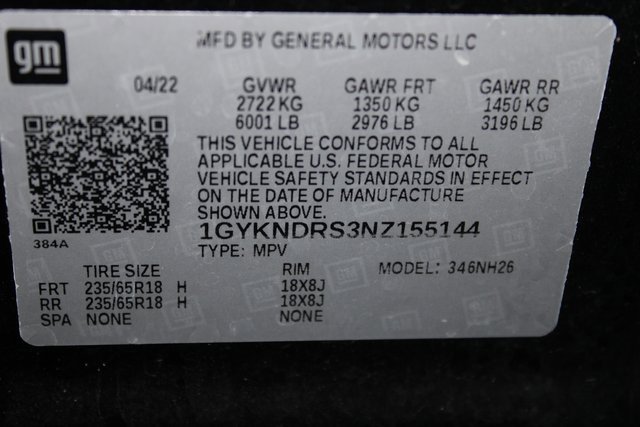 gm
MFD BY GENERAL MOTORS LLC
04/22 GVWR GAWR FRT GAWR RR
2722 KG 1350 KG 1450 KG
6001 LB 2976 LB 3196 LB
THIS VEHICLE CONFORMS TO ALL
APPLICABLE U.S. FEDERAL MOTOR
VEHICLE SAFETY STANDARDS IN EFFECT
ON THE DATE OF MANUFACTURE
SHOWN ABOVE.
384A
1GYKNDRS3NZ155144
TYPE: MPV
TIRE SIZE RIM MODEL: 346NH26
FRT 235/65R18 H 18X8J
RR 235/65R18 H 18X8J
SPA NONE NONE